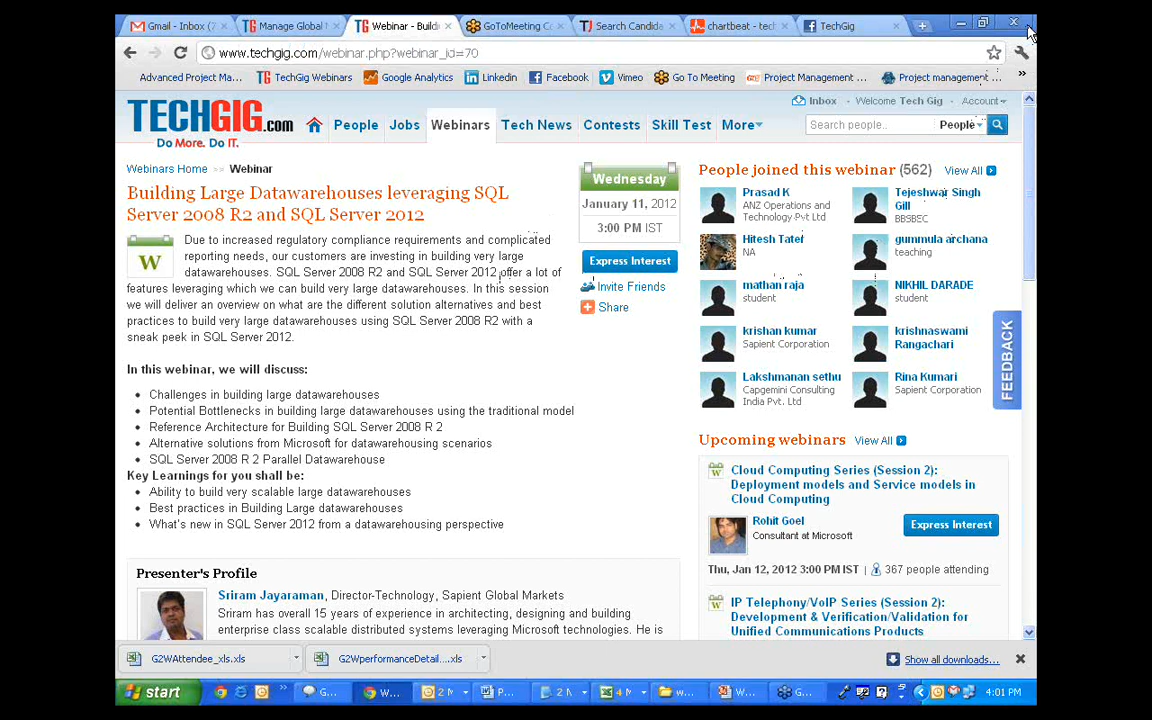 Gmail - Inbox (7
Manage Global
Webinar - Buildi
GoToMeeting Co
Search Candida
chartbeat - tech
TechGig
www.techgig.com/webinar.php?webinar_id=70
Advanced Project Ma...
TechGig Webinars
Google Analytics
Linkedin
Facebook
Vimeo
Go To Meeting
Project Management ...
Project management ...
TECHGIG.com
Do More. Do IT.
People
Jobs
Webinars
Tech News
Contests
Skill Test
More
Inbox
Welcome Tech Gig
Account
Search people..
People
Webinars Home >> Webinar
Building Large Datawarehouses leveraging SQL
Server 2008 R2 and SQL Server 2012
W
Due to increased regulatory compliance requirements and complicated
reporting needs, our customers are investing in building very large
datawarehouses. SQL Server 2008 R2 and SQL Server 2012 offer a lot of
features leveraging which we can build very large datawarehouses. In this session
we will deliver an overview on what are the different solution alternatives and best
practices to build very large datawarehouses using SQL Server 2008 R2 with a
sneak peek in SQL Server 2012.
In this webinar, we will discuss:
• Challenges in building large datawarehouses
• Potential Bottlenecks in building large datawarehouses using the traditional model
• Reference Architecture for Building SQL Server 2008 R 2
• Alternative solutions from Microsoft for datawarehousing scenarios
• SQL Server 2008 R 2 Parallel Datawarehouse
Key Learnings for you shall be:
• Ability to build very scalable large datawarehouses
• Best practices in Building Large datawarehouses
• What's new in SQL Server 2012 from a datawarehousing perspective
Wednesday
January 11, 2012
3:00 PM IST
Express Interest
Invite Friends
Share
Presenter's Profile
Sriram Jayaraman, Director-Technology, Sapient Global Markets
Sriram has overall 15 years of experience in architecting, designing and building
enterprise class scalable distributed systems leveraging Microsoft technologies. He is
People joined this webinar (562)
View All
Prasad K
ANZ Operations and
Technology Pvt Ltd
Tejeshwar Singh
Gill
BBSBEC
Hitesh Patel
NA
gummula archana
teaching
mathan raja
student
NIKHIL DARADE
student
krishan kumar
Sapient Corporation
krishnaswami
Rangachari
Lakshmanan sethu
Capgemini Consulting
India Pvt. Ltd
Rina Kumari
Sapient Corporation
FEEDBACK
Upcoming webinars
View All
W
Cloud Computing Series (Session 2):
Deployment models and Service models in
Cloud Computing
Rohit Goel
Consultant at Microsoft
Express Interest
Thu, Jan 12, 2012 3:00 PM IST | 367 people attending
W
IP Telephony/VoIP Series (Session 2):
Development & Verification/Validation for
Unified Communications Products
G2WAttendee_xls.xls
G2WperformanceDetail....xls
Show all downloads...
start
G...
W...
2 M
P...
2 N
4 M
w...
W...
G...
4:01 PM